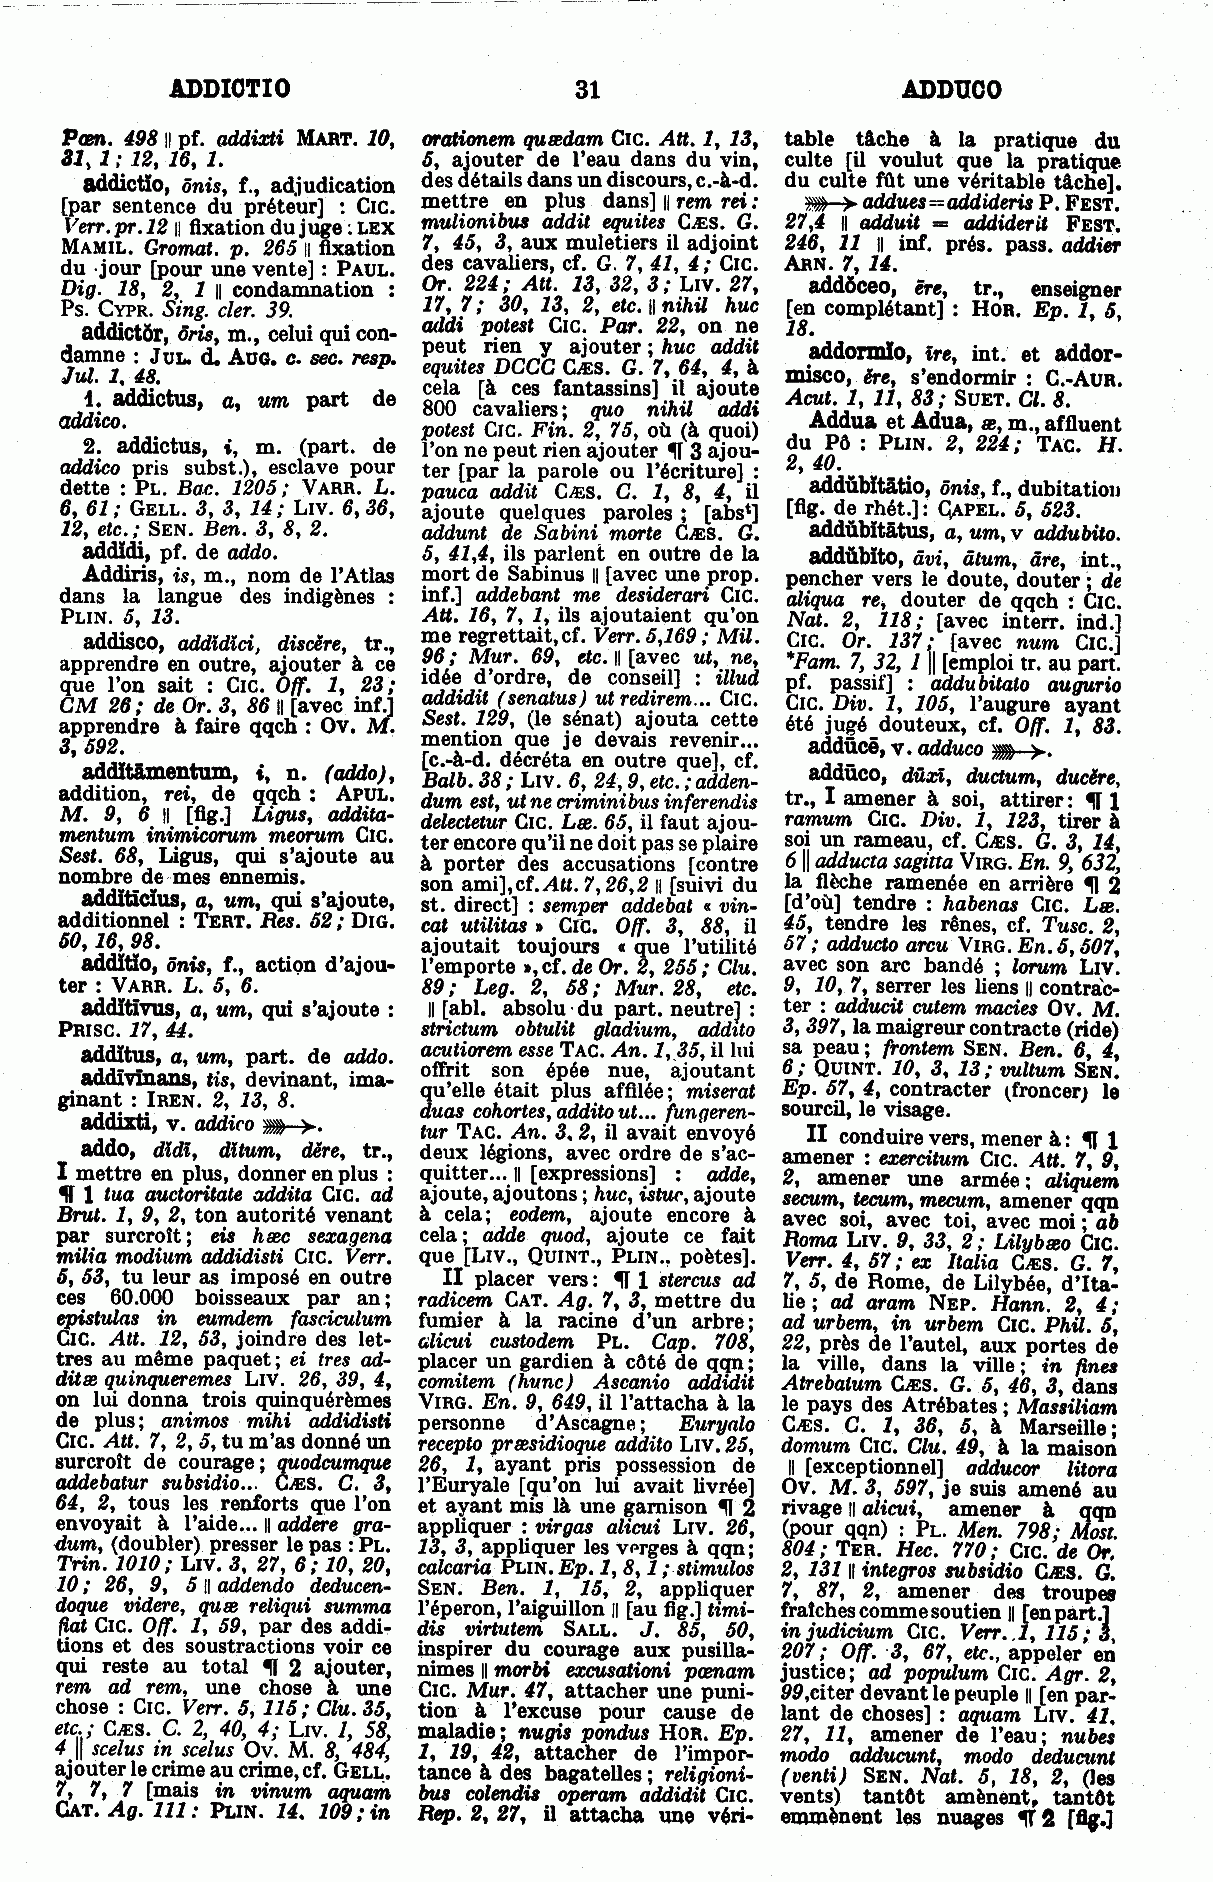 ADDICTIO
31
ADDUCO
Pœn. 498 || pf. addixti MART. 10,
31, 1 ; 12, 16, 1.
addictĭo, ōnis, f., adjudication
[par sentence du préteur] : CIC.
Verr. pr. 12 || fixation du juge : LEX
MAMIL. Gromat. p. 265 || fixation
du jour [pour une vente] : PAUL.
Dig. 18, 2, 1 || condamnation :
PS. CYPR. Sing. cler. 39.
addictŏr, ōris, m., celui qui con-
damne : JUL. d. AUG. c. sec. resp.
Jul. 1, 48.
1. addictus, a, um part de
addico.
2. addictus, i, m. (part. de
addico pris subst.), esclave pour
dette : PL. Bac. 1205 ; VARR. L.
6, 61 ; GELL. 3, 3, 14 ; LIV. 6, 36,
12, etc. ; SEN. Ben. 3, 8, 2.
addĭdi, pf. de addo.
Addiris, is, m., nom de l'Atlas
dans la langue des indigènes :
PLIN. 5, 13.
addisco, addĭdĭci, discĕre, tr.,
apprendre en outre, ajouter à ce
que l'on sait : CIC. Off. 1, 23 ;
CM 26 ; de Or. 3, 86 || [avec inf.]
apprendre à faire qqch : OV. M.
3, 592.
addĭtāmentum, i, n. (addo),
addition, rei, de qqch : APUL.
M. 9, 6 || [fig.] Ligus, addita-
mentum inimicorum meorum CIC.
Sest. 68, Ligus, qui s'ajoute au
nombre de mes ennemis.
addĭtīcĭus, a, um, qui s'ajoute,
additionnel : TERT. Res. 52 ; DIG.
50, 16, 98.
addĭtĭo, ōnis, f., action d'ajou-
ter : VARR. L. 5, 6.
addĭtīvus, a, um, qui s'ajoute :
PRISC. 17, 44.
addĭtus, a, um, part. de addo.
addīvīnans, tis, devinant, ima-
ginant : IREN. 2, 13, 8.
addixti, v. addico ⟫→.
addo, dĭdī, dĭtum, dĕre, tr.,
I mettre en plus, donner en plus :
¶ 1 tua auctoritate addita CIC. ad
Brut. 1, 9, 2, ton autorité venant
par surcroît ; eis hæc sexagena
milia modium addidisti CIC. Verr.
5, 53, tu leur as imposé en outre
ces 60.000 boisseaux par an ;
epistulas in eumdem fasciculum
CIC. Att. 12, 53, joindre des let-
tres au même paquet ; ei tres ad-
ditæ quinqueremes LIV. 26, 39, 4,
on lui donna trois quinquérèmes
de plus ; animos mihi addidisti
CIC. Att. 7, 2, 5, tu m'as donné un
surcroît de courage ; quodcumque
addebatur subsidio... CÆS. C. 3,
64, 2, tous les renforts que l'on
envoyait à l'aide... || addere gra-
dum, (doubler) presser le pas : PL.
Trin. 1010 ; LIV. 3, 27, 6 ; 10, 20,
10 ; 26, 9, 5 || addendo deducen-
doque videre, quæ reliqui summa
fiat CIC. Off. 1, 59, par des addi-
tions et des soustractions voir ce
qui reste au total ¶ 2 ajouter,
rem ad rem, une chose à une
chose : CIC. Verr. 5, 115 ; Clu. 35,
etc. ; CÆS. C. 2, 40, 4 ; LIV. 1, 58,
4 || scelus in scelus OV. M. 8, 484,
ajouter le crime au crime, cf. GELL.
7, 7, 7 [mais in vinum aquam
CAT. Ag. 111 : PLIN. 14, 109 ; in
orationem quædam CIC. Att. 1, 13,
5, ajouter de l'eau dans du vin,
des détails dans un discours, c.-à-d.
mettre en plus dans] || rem rei :
mulionibus addit equites CÆS. G.
7, 45, 3, aux muletiers il adjoint
des cavaliers, cf. G. 7, 41, 4 ; CIC.
Or. 224 ; Att. 13, 32, 3 ; LIV. 27,
17, 7 ; 30, 13, 2, etc. || nihil huc
addi potest CIC. Par. 22, on ne
peut rien y ajouter ; huc addit
equites DCCC CÆS. G. 7, 64, 4, à
cela [à ces fantassins] il ajoute
800 cavaliers ; quo nihil addi
potest CIC. Fin. 2, 75, où (à quoi)
l'on ne peut rien ajouter ¶ 3 ajou-
ter [par la parole ou l'écriture] :
pauca addit CÆS. C. 1, 8, 4, il
ajoute quelques paroles ; [absᵗ]
addunt de Sabini morte CÆS. G.
5, 41,4, ils parlent en outre de la
mort de Sabinus || [avec une prop.
inf.] addebant me desiderari CIC.
Att. 16, 7, 1, ils ajoutaient qu'on
me regrettait, cf. Verr. 5,169 ; Mil.
96 ; Mur. 69, etc. || [avec ut, ne,
idée d'ordre, de conseil] : illud
addidit (senatus) ut redirem... CIC.
Sest. 129, (le sénat) ajouta cette
mention que je devais revenir...
[c.-à-d. décréta en outre que], cf.
Balb. 38 ; LIV. 6, 24, 9, etc. ; adden-
dum est, ut ne criminibus inferendis
delectetur CIC. Læ. 65, il faut ajou-
ter encore qu'il ne doit pas se plaire
à porter des accusations [contre
son ami], cf. Att. 7, 26, 2 || [suivi du
st. direct] : semper addebat « vin-
cat utilitas » CIC. Off. 3, 88, il
ajoutait toujours « que l'utilité
l'emporte », cf. de Or. 2, 255 ; Clu.
89 ; Leg. 2, 58 ; Mur. 28, etc.
|| [abl. absolu du part. neutre] :
strictum obtulit gladium, addito
acutiorem esse TAC. An. 1, 35, il lui
offrit son épée nue, ajoutant
qu'elle était plus affilée ; miserat
duas cohortes, addito ut... fungeren-
tur TAC. An. 3, 2, il avait envoyé
deux légions, avec ordre de s'ac-
quitter... || [expressions] : adde,
ajoute, ajoutons ; huc, istuc, ajoute
à cela ; eodem, ajoute encore à
cela ; adde quod, ajoute ce fait
que [LIV., QUINT., PLIN., poètes].
II placer vers : ¶ 1 stercus ad
radicem CAT. Ag. 7, 3, mettre du
fumier à la racine d'un arbre ;
alicui custodem PL. Cap. 708,
placer un gardien à côté de qqn ;
comitem (hunc) Ascanio addidit
VIRG. En. 9, 649, il l'attacha à la
personne d'Ascagne ; Euryalo
recepto præsidioque addito LIV. 25,
26, 1, ayant pris possession de
l'Euryale [qu'on lui avait livrée]
et ayant mis là une garnison ¶ 2
appliquer : virgas alicui LIV. 26,
13, 3, appliquer les verges à qqn ;
calcaria PLIN. Ep. 1, 8, 1 ; stimulos
SEN. Ben. 1, 15, 2, appliquer
l'éperon, l'aiguillon || [au fig.] timi-
dis virtutem SALL. J. 85, 50,
inspirer du courage aux pusilla-
nimes || morbi excusationi pœnam
CIC. Mur. 47, attacher une puni-
tion à l'excuse pour cause de
maladie ; nugis pondus HOR. Ep.
1, 19, 42, attacher de l'impor-
tance à des bagatelles ; religioni-
bus colendis operam addidit CIC.
Rep. 2, 27, il attacha une véri-
table tâche à la pratique du
culte [il voulut que la pratique
du culte fût une véritable tâche].
⟫→ addues = addideris P. FEST.
27,4 || adduit = addiderit FEST.
246, 11 || inf. prés. pass. addier
ARN. 7, 14.
addŏceo, ēre, tr., enseigner
[en complétant] : HOR. Ep. 1, 5,
18.
addormĭo, īre, int. et addor-
misco, ĕre, s'endormir : C.-AUR.
Acut. 1, 11, 83 ; SUET. Cl. 8.
Addua et Adua, æ, m., affluent
du Pô : PLIN. 2, 224 ; TAC. H.
2, 40.
addŭbĭtātio, ōnis, f., dubitation
[fig. de rhét.] : CAPEL. 5, 523.
addŭbĭtātus, a, um, v addubito.
addŭbĭto, āvi, ātum, āre, int.,
pencher vers le doute, douter ; de
aliqua re, douter de qqch : CIC.
Nat. 2, 118 ; [avec interr. ind.]
CIC. Or. 137 ; [avec num CIC.]
*Fam. 7, 32, 1 || [emploi tr. au part.
pf. passif] : addubitato augurio
CIC. Div. 1, 105, l'augure ayant
été jugé douteux, cf. Off. 1, 83.
addūcē, v. adduco ⟫→.
addūco, dūxī, ductum, ducĕre,
tr., I amener à soi, attirer : ¶ 1
ramum CIC. Div. 1, 123, tirer à
soi un rameau, cf. CÆS. G. 3, 14,
6 || adducta sagitta VIRG. En. 9, 632,
la flèche ramenée en arrière ¶ 2
[d'où] tendre : habenas CIC. Læ.
45, tendre les rênes, cf. Tusc. 2,
57 ; adducto arcu VIRG. En. 5, 507,
avec son arc bandé ; lorum LIV.
9, 10, 7, serrer les liens || contrac-
ter : adducit cutem macies OV. M.
3, 397, la maigreur contracte (ride)
sa peau ; frontem SEN. Ben. 6, 4,
6 ; QUINT. 10, 3, 13 ; vultum SEN.
Ep. 57, 4, contracter (froncer) le
sourcil, le visage.
II conduire vers, mener à : ¶ 1
amener : exercitum CIC. Att. 7, 9,
2, amener une armée ; aliquem
secum, tecum, mecum, amener qqn
avec soi, avec toi, avec moi ; ab
Roma LIV. 9, 33, 2 ; Lilybæo CIC.
Verr. 4, 57 ; ex Italia CÆS. G. 7,
7, 5, de Rome, de Lilybée, d'Ita-
lie ; ad aram NEP. Hann. 2, 4 ;
ad urbem, in urbem CIC. Phil. 5,
22, près de l'autel, aux portes de
la ville, dans la ville ; in fines
Atrebatum CÆS. G. 5, 46, 3, dans
le pays des Atrébates ; Massiliam
CÆS. C. 1, 36, 5, à Marseille ;
domum CIC. Clu. 49, à la maison
|| [exceptionnel] adducor litora
OV. M. 3, 597, je suis amené au
rivage || alicui, amener à qqn
(pour qqn) : PL. Men. 798 ; Most.
804 ; TER. Hec. 770 ; CIC. de Or.
2, 131 || integros subsidio CÆS. G.
7, 87, 2, amener des troupes
fraîches comme soutien || [en part.]
in judicium CIC. Verr. 1, 115 ; 3,
207 ; Off. 3, 67, etc., appeler en
justice ; ad populum CIC. Agr. 2,
99, citer devant le peuple || [en par-
lant de choses] : aquam LIV. 41,
27, 11, amener de l'eau ; nubes
modo adducunt, modo deducunt
(venti) SEN. Nat. 5, 18, 2, (les
vents) tantôt amènent, tantôt
emmènent les nuages ¶ 2 [fig.]